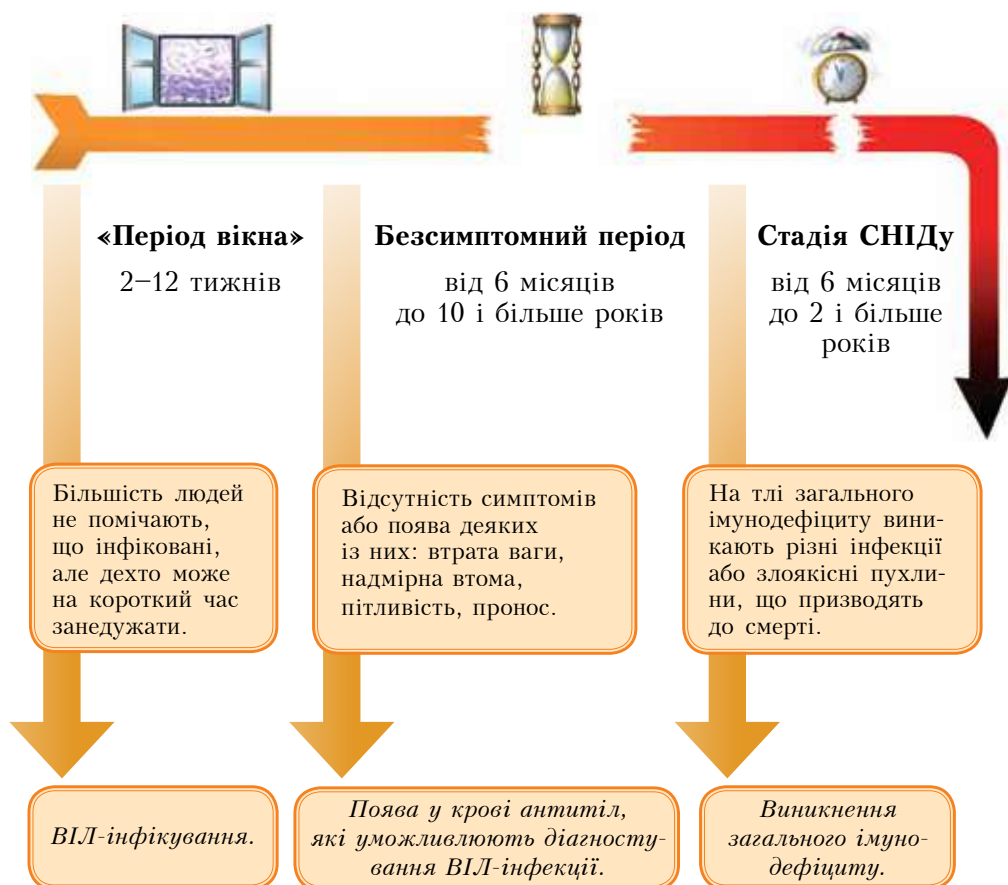 «Період вікна»
2–12 тижнів
Безсимптомний період
від 6 місяців
до 10 і більше років
Стадія СНІДу
від 6 місяців
до 2 і більше
років
Більшість людей
не помічають,
що інфіковані,
але дехто може
на короткий час
занедужати.
Відсутність симптомів
або поява деяких
із них: втрата ваги,
надмірна втома,
пітливість, пронос.
На тлі загального
імунодефіциту вини-
кають різні інфекції
або злоякісні пухли-
ни, що призводять
до смерті.
ВІЛ-інфікування.
Поява у крові антитіл,
які уможливлюють діагносту-
вання ВІЛ-інфекції.
Виникнення
загального імуно-
дефіциту.